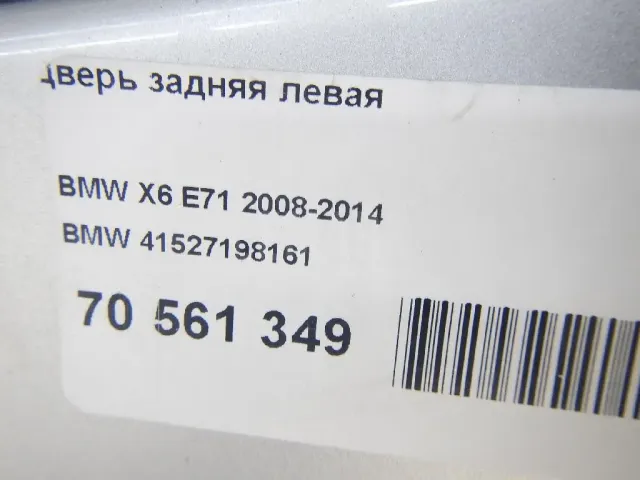 дверь задняя левая
BMW X6 E71 2008-2014
BMW 41527198161
70 561 349